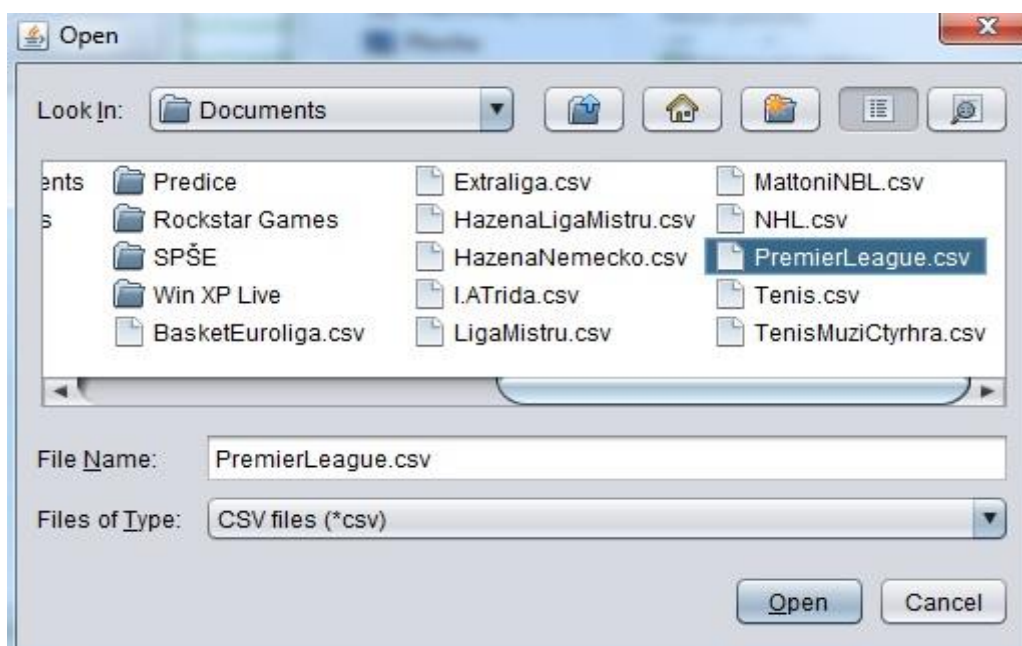 Open
Look In: Documents
ents Predice Extraliga.csv MattoniNBL.csv
s Rockstar Games HazenaLigaMistru.csv NHL.csv
SPŠE HazenaNemecko.csv PremierLeague.csv
Win XP Live I.ATrida.csv Tenis.csv
BasketEuroliga.csv LigaMistru.csv TenisMuziCtyrhra.csv
File Name: PremierLeague.csv
Files of Type: CSV files (*csv)
Open Cancel